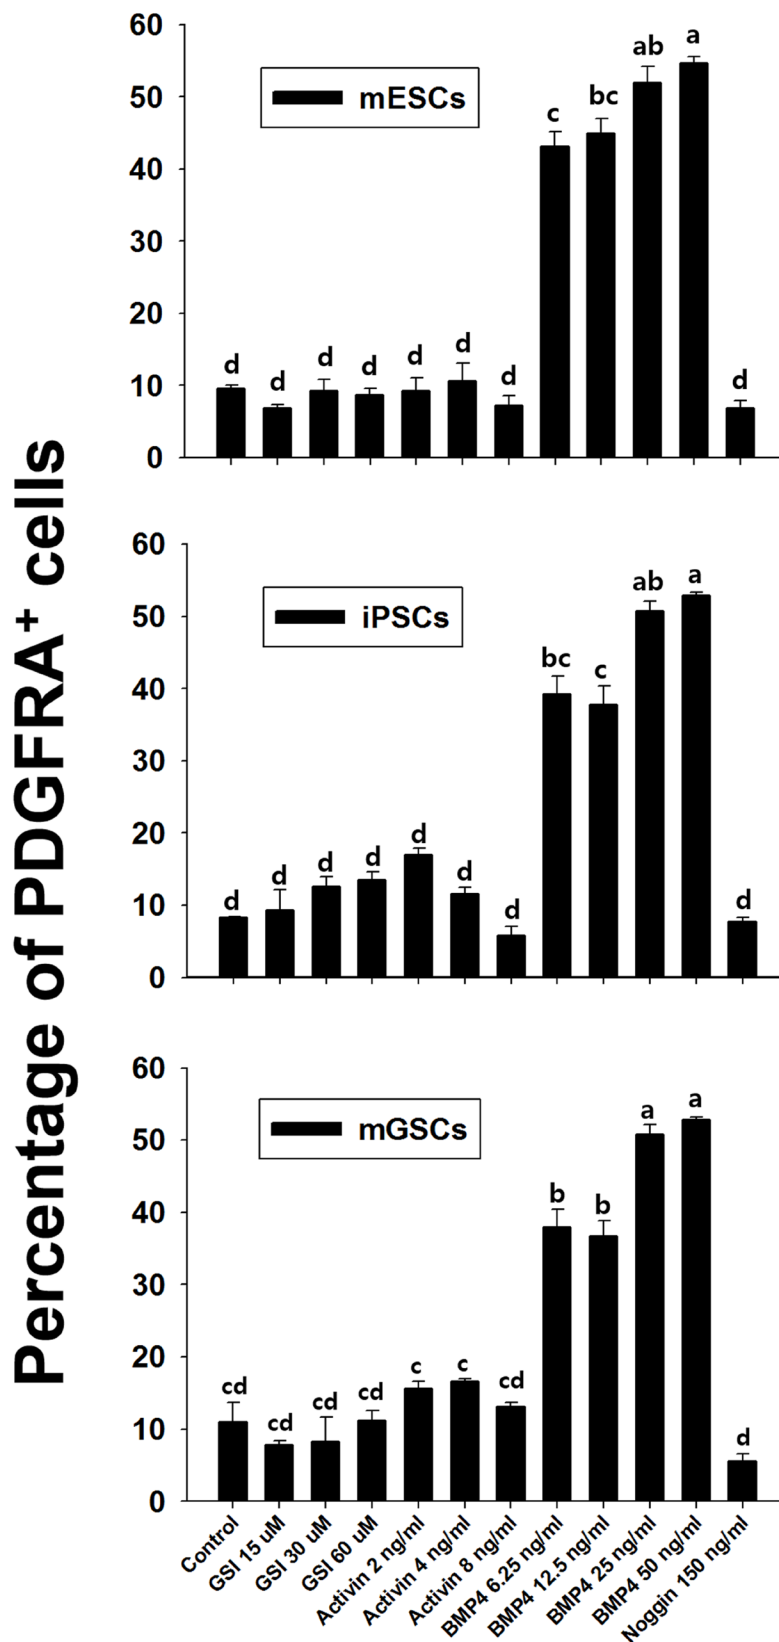 Percentage of PDGFRA⁺ cells
60
50
40
30
20
10
0
mESCs
d d d d d d d c bc ab a d
60
50
40
30
20
10
0
iPSCs
d d d d d d d bc c ab a d
60
50
40
30
20
10
0
mGSCs
cd cd cd cd c c cd b b a a d
Control
GSI 15 uM
GSI 30 uM
GSI 60 uM
Activin 2 ng/ml
Activin 4 ng/ml
Activin 8 ng/ml
BMP4 6.25 ng/ml
BMP4 12.5 ng/ml
BMP4 25 ng/ml
BMP4 50 ng/ml
Noggin 150 ng/ml